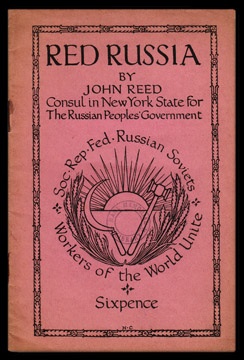 RED RUSSIA
BY
JOHN REED
Consul in New York State for
The Russian Peoples' Government
Soc·Rep·Fed·Russian Soviets
Workers of the World Unite
Sixpence
H·C